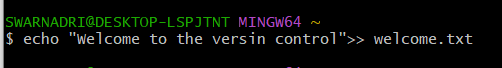 SWARNADRI@DESKTOP-LSPJTNT MINGW64 ~
$ echo "Welcome to the versin control">> welcome.txt